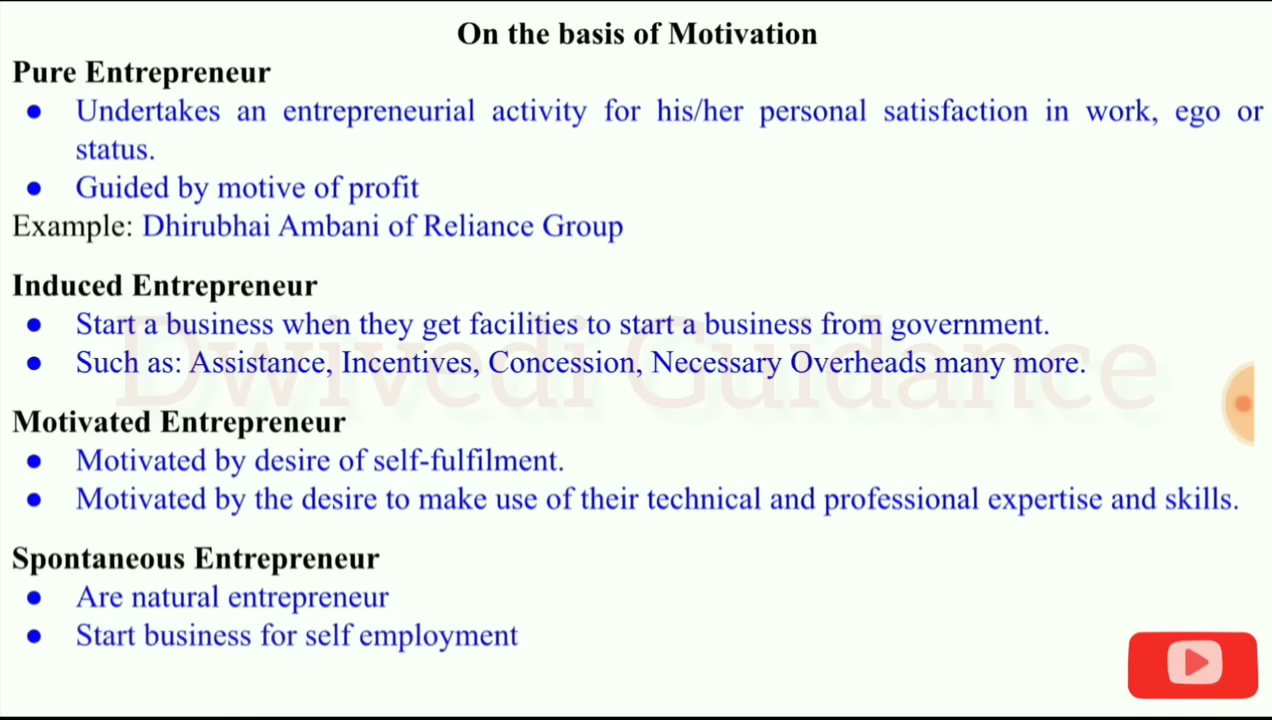 On the basis of Motivation
Pure Entrepreneur
● Undertakes an entrepreneurial activity for his/her personal satisfaction in work, ego or
status.
● Guided by motive of profit
Example: Dhirubhai Ambani of Reliance Group
Induced Entrepreneur
● Start a business when they get facilities to start a business from government.
● Such as: Assistance, Incentives, Concession, Necessary Overheads many more.
Dwivedi Guidance
Motivated Entrepreneur
● Motivated by desire of self-fulfilment.
● Motivated by the desire to make use of their technical and professional expertise and skills.
Spontaneous Entrepreneur
● Are natural entrepreneur
● Start business for self employment